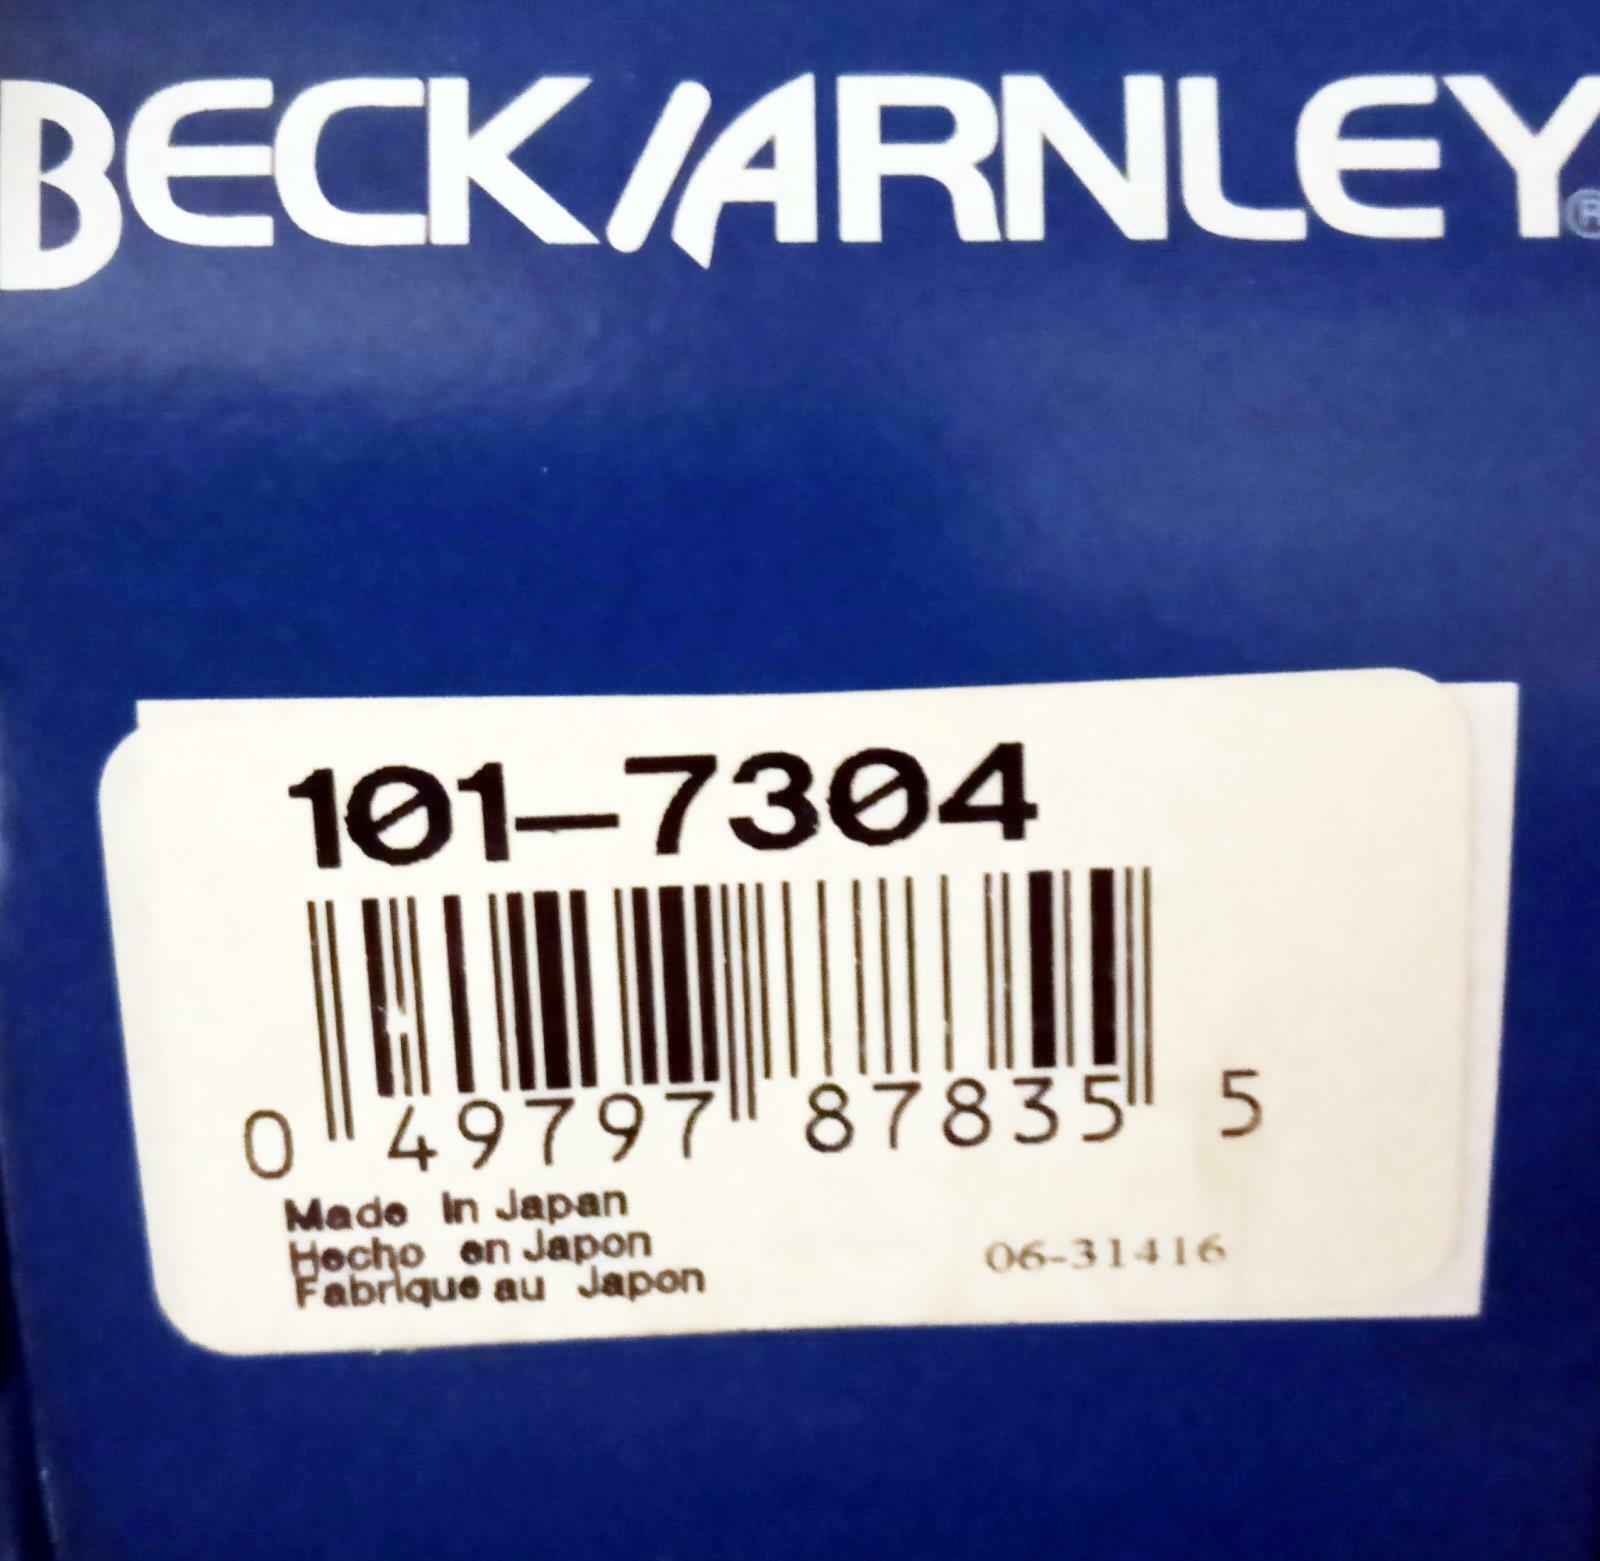 BECK/ARNLEY®
101-7304
0 49797 87835 5
Made In Japan
Hecho en Japon
Fabrique au Japon
06-31416